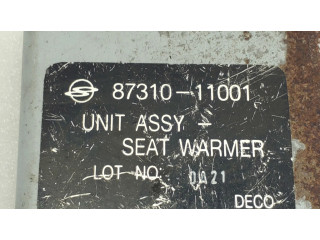 87310-11001
UNIT ASSY -
SEAT WARMER
LOT NO. 0A21
DECO